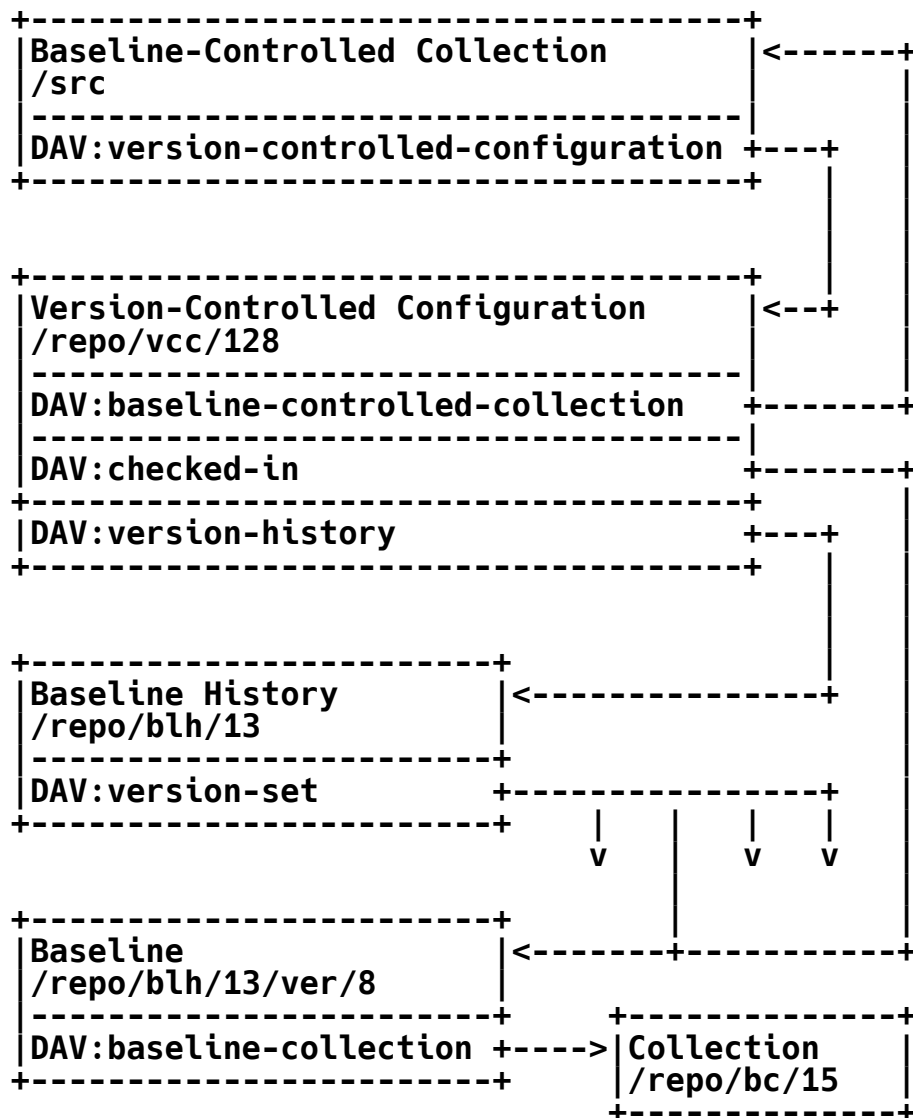 Baseline-Controlled Collection
/src
DAV:version-controlled-configuration
Version-Controlled Configuration
/repo/vcc/128
DAV:baseline-controlled-collection
DAV:checked-in
DAV:version-history
Baseline History
/repo/blh/13
DAV:version-set
v v v
Baseline
/repo/blh/13/ver/8
DAV:baseline-collection
Collection
/repo/bc/15